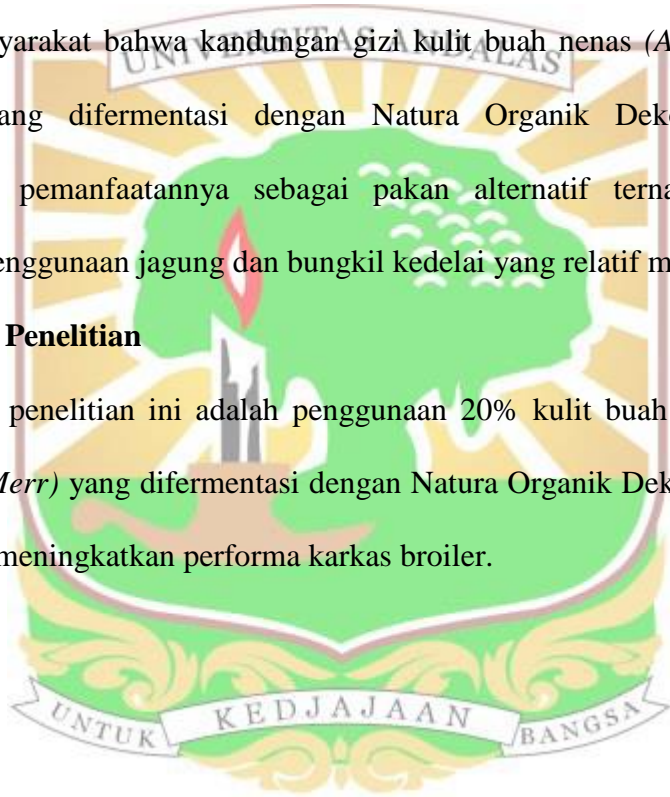 yarakat bahwa kandungan gizi kulit buah nenas (A
UNIVERSITAS ANDALAS
ang difermentasi dengan Natura Organik Dek
pemanfaatannya sebagai pakan alternatif terna
enggunaan jagung dan bungkil kedelai yang relatif m
Penelitian
penelitian ini adalah penggunaan 20% kulit buah
Merr) yang difermentasi dengan Natura Organik Dek
meningkatkan performa karkas broiler.
UNTUK KEDJAJAAN BANGSA